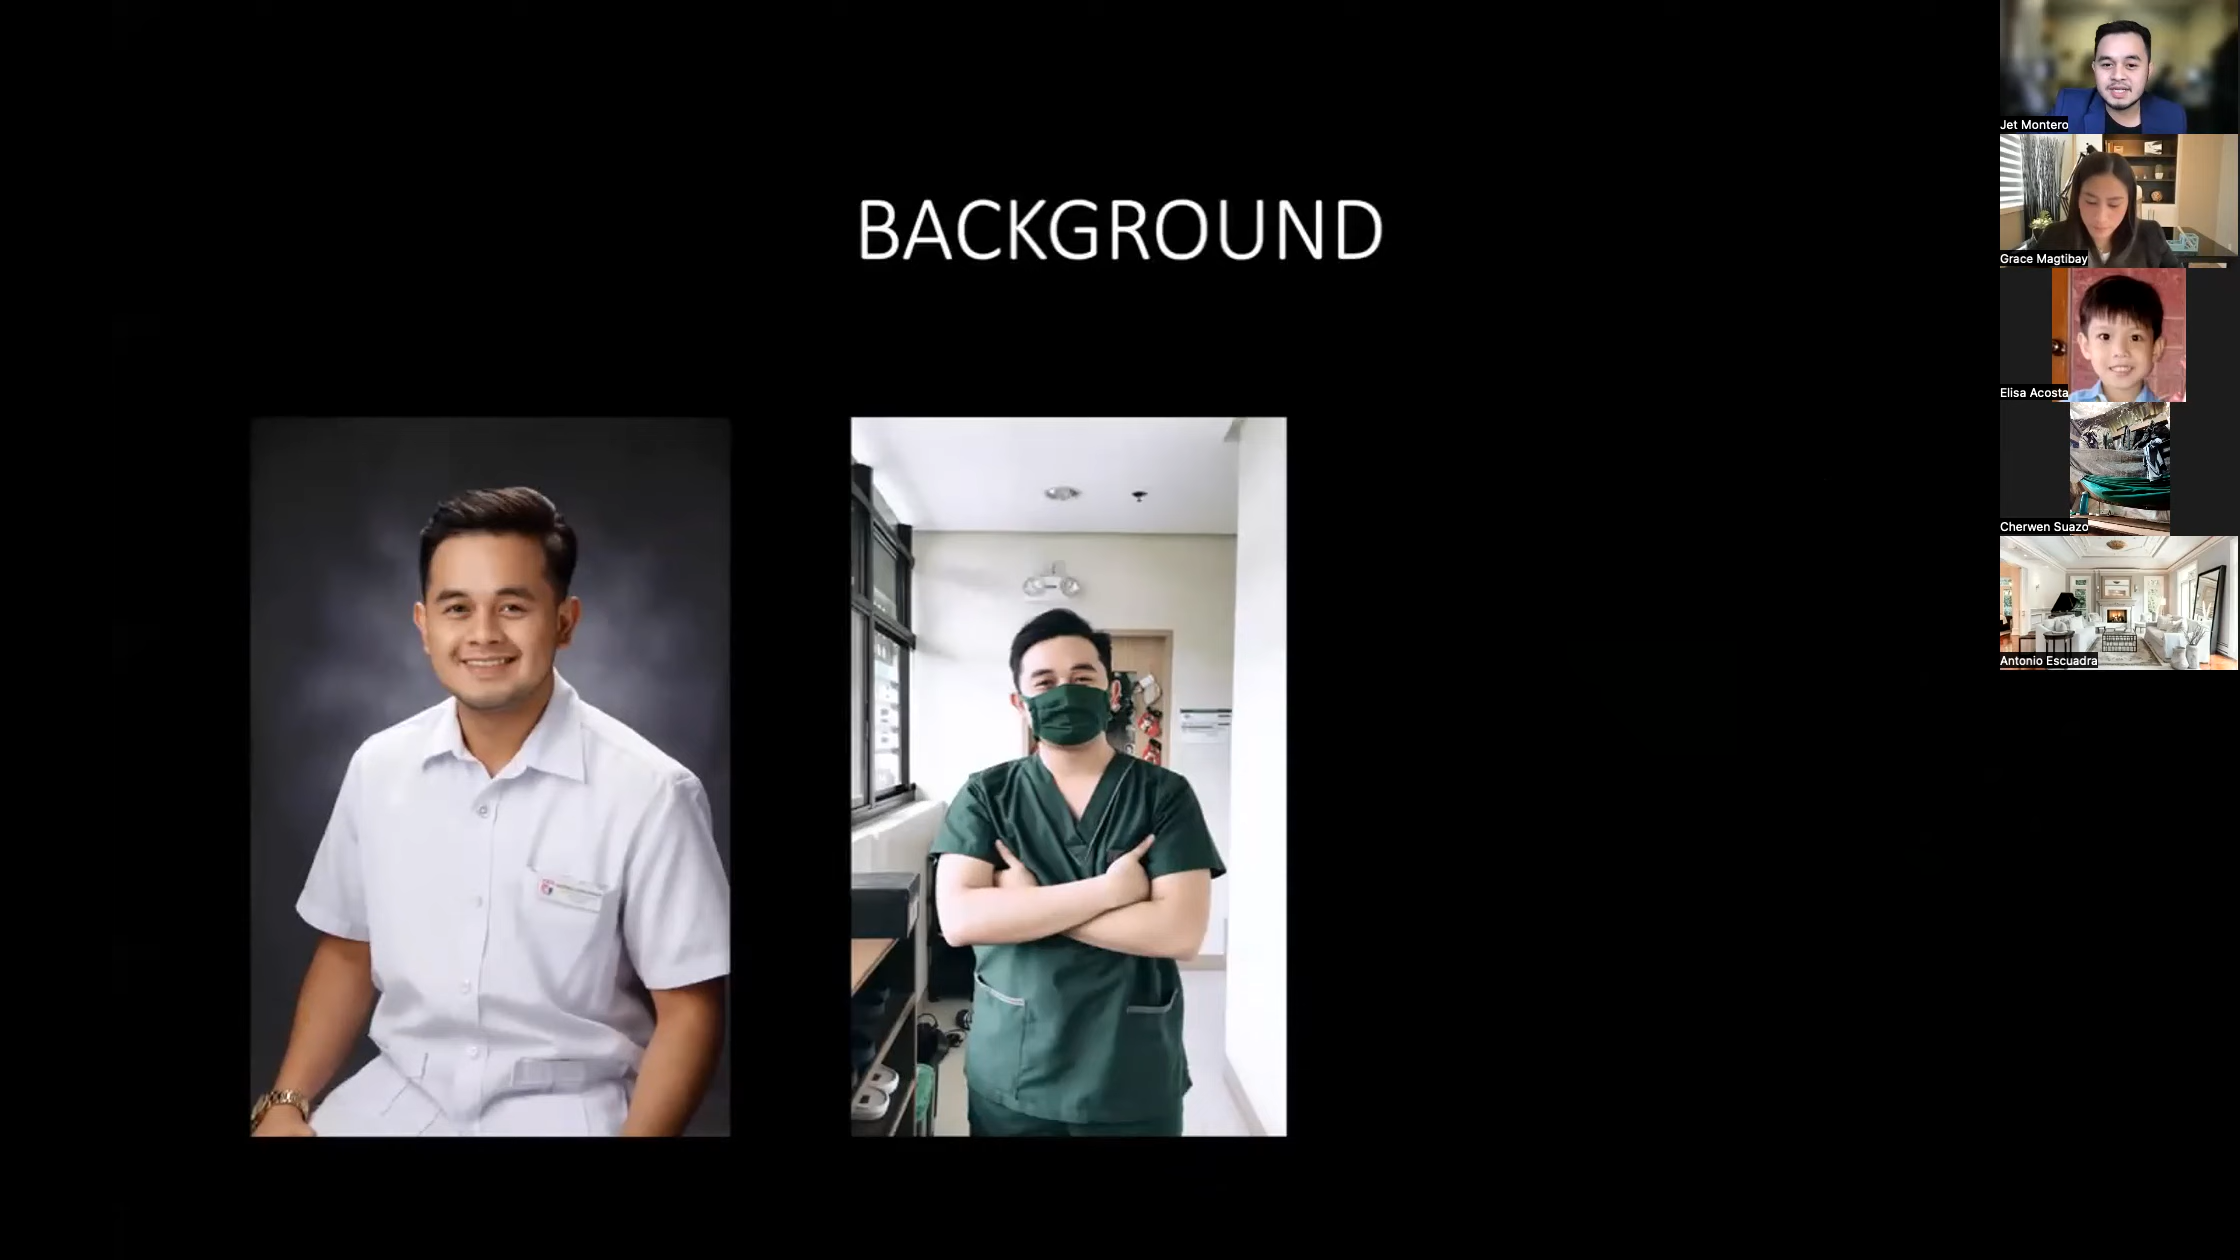 BACKGROUND
Jet Montero
Grace Magtibay
Elisa Acosta
Cherwen Suazo
Antonio Escuadra